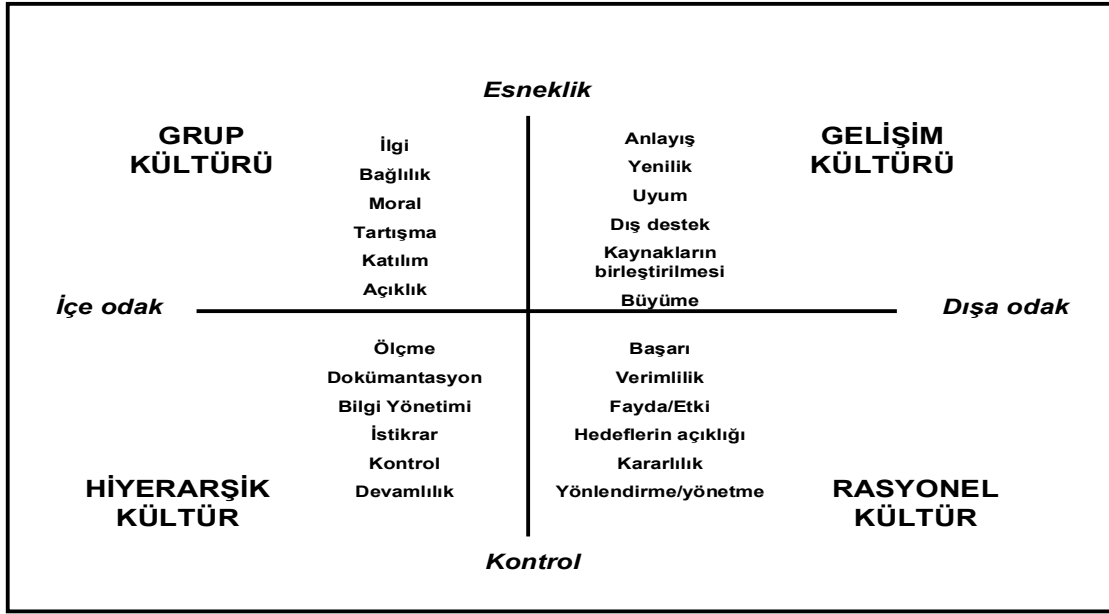 Esneklik
GRUP
KÜLTÜRÜ
İlgi
Bağlılık
Moral
Tartışma
Katılım
Açıklık
Anlayış
Yenilik
Uyum
Dış destek
Kaynakların
birleştirilmesi
Büyüme
GELİŞİM
KÜLTÜRÜ
İçe odak
Dışa odak
HİYERARŞİK
KÜLTÜR
Ölçme
Dokümantasyon
Bilgi Yönetimi
İstikrar
Kontrol
Devamlılık
Başarı
Verimlilik
Fayda/Etki
Hedeflerin açıklığı
Kararlılık
Yönlendirme/yönetme
RASYONEL
KÜLTÜR
Kontrol